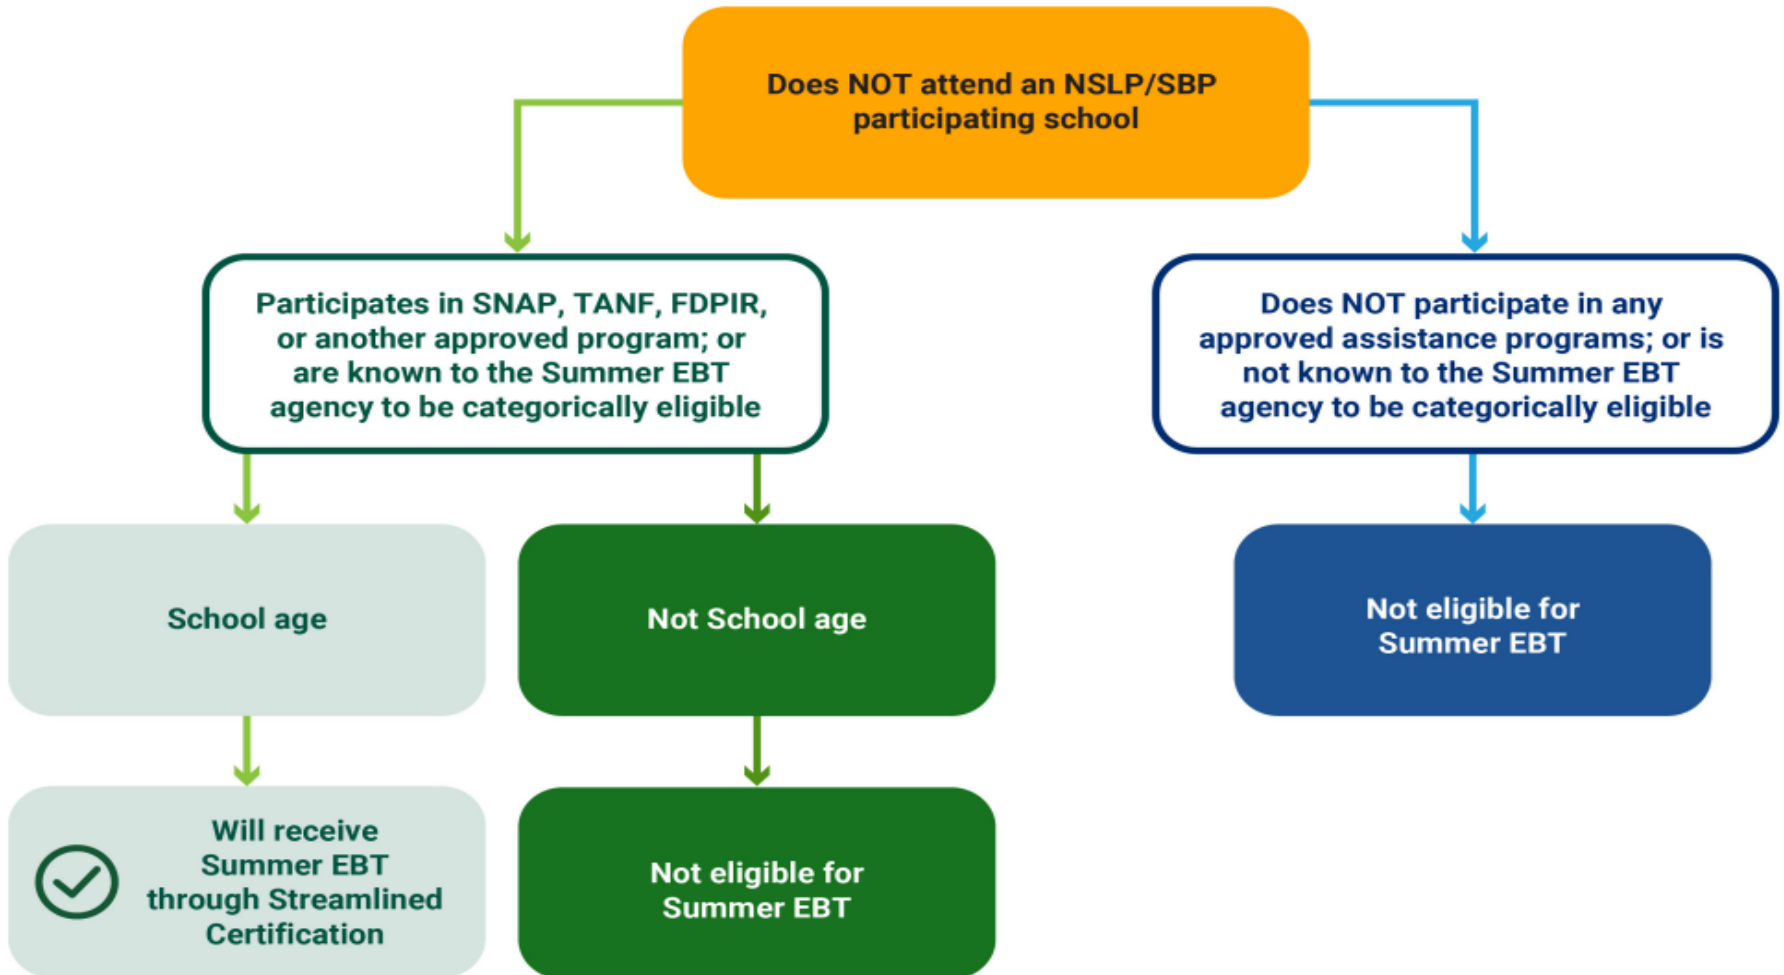 Does NOT attend an NSLP/SBP
participating school
Participates in SNAP, TANF, FDPIR,
or another approved program; or
are known to the Summer EBT
agency to be categorically eligible
Does NOT participate in any
approved assistance programs; or is
not known to the Summer EBT
agency to be categorically eligible
School age
Not School age
Not eligible for
Summer EBT
Will receive
Summer EBT
through Streamlined
Certification
Not eligible for
Summer EBT